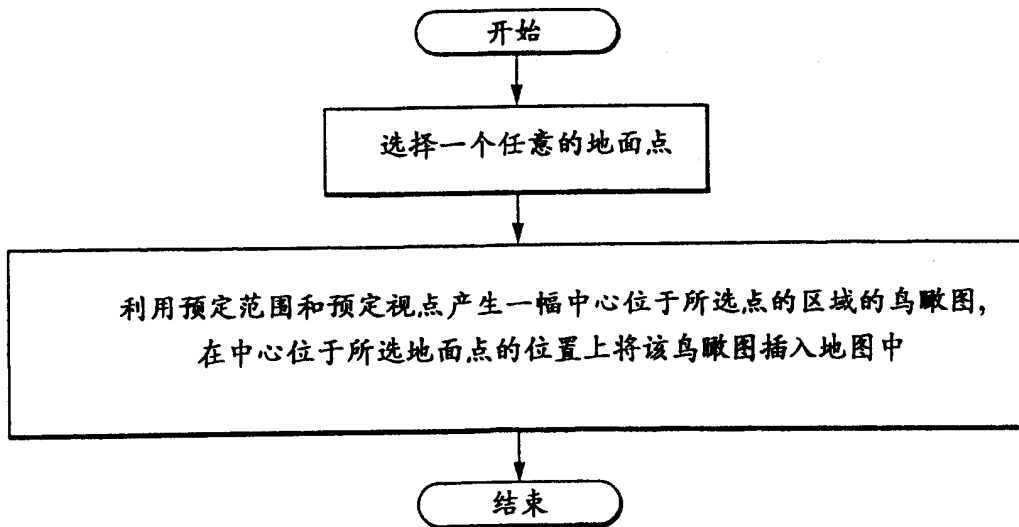 开始
选择一个任意的地面点
利用预定范围和预定视点产生一幅中心位于所选点的区域的鸟瞰图,
在中心位于所选地面点的位置上将该鸟瞰图插入地图中
结束